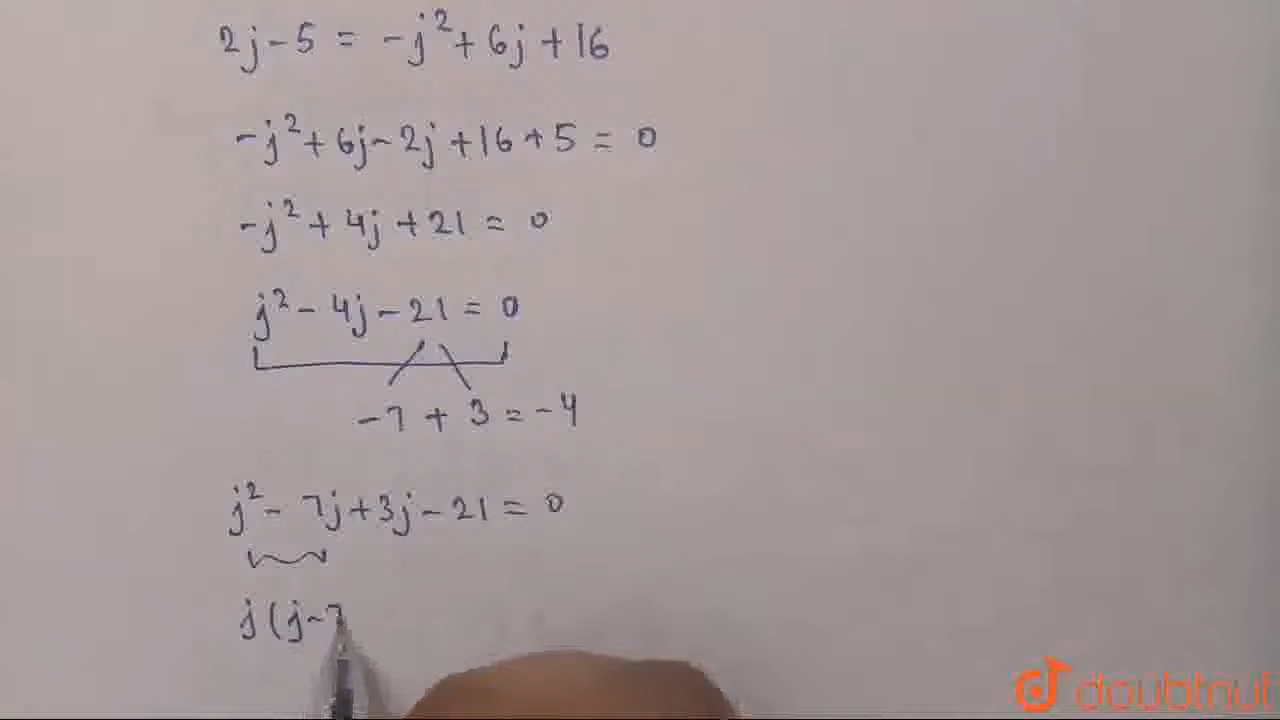 2j - 5 = -j² + 6j + 16
-j² + 6j - 2j + 16 + 5 = 0
-j² + 4j + 21 = 0
j² - 4j - 21 = 0
-7 + 3 = -4
j² - 7j + 3j - 21 = 0
j(j-7
doubtnut